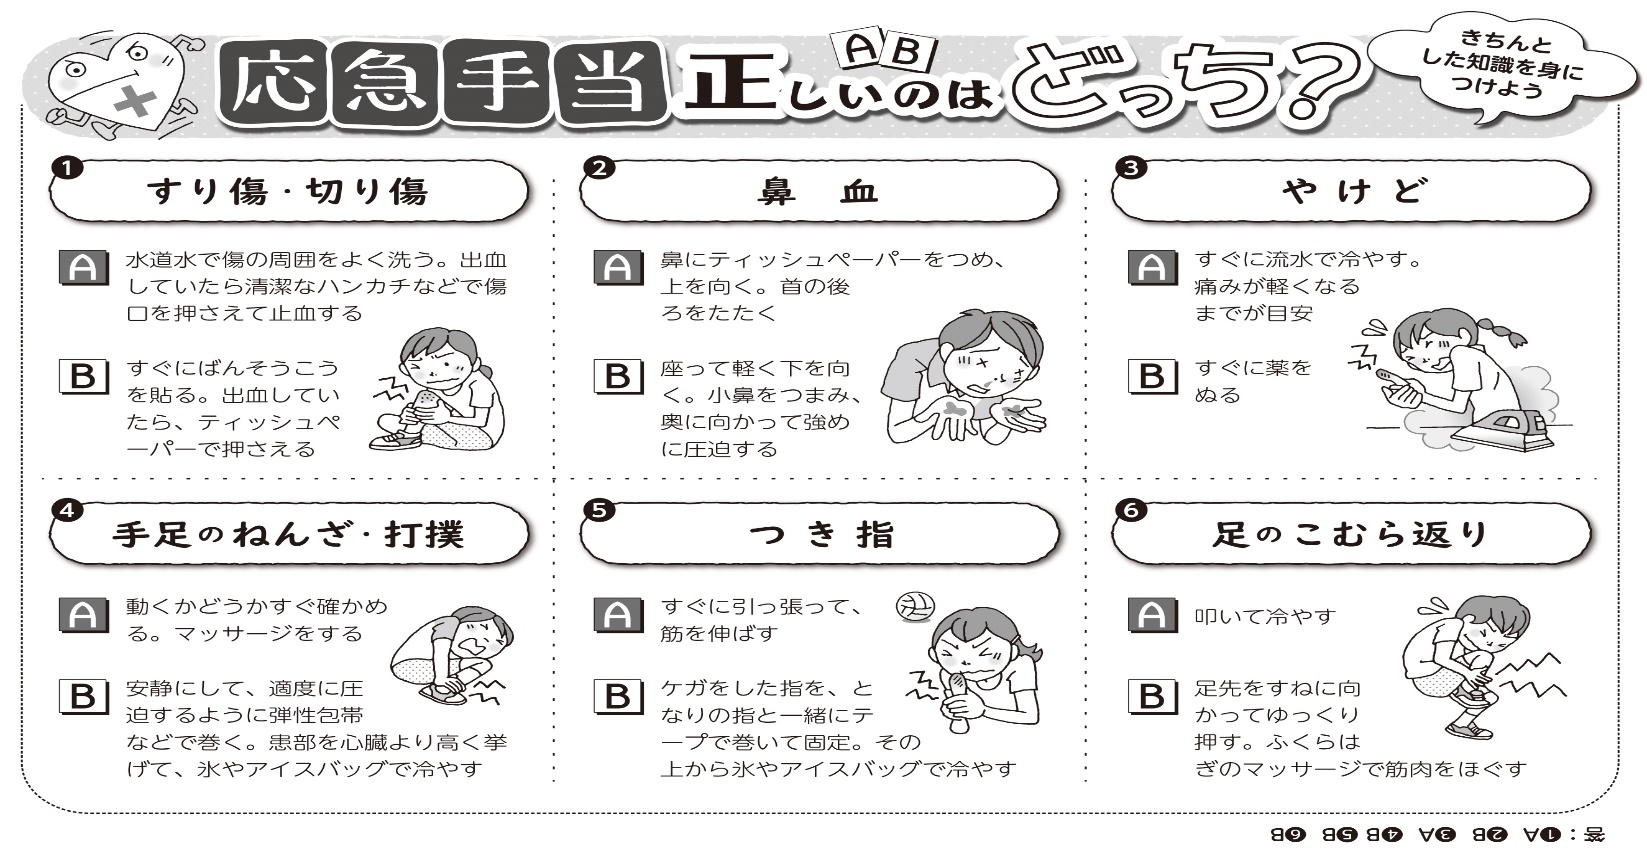 応急手当 正しいのは AB どっち?
きちんと
した知識を身に
つけよう
1 すり傷・切り傷
A 水道水で傷の周囲をよく洗う。出血
していたら清潔なハンカチなどで傷
口を押さえて止血する
B すぐにばんそうこう
を貼る。出血してい
たら、ティッシュペ
ーパーで押さえる
2 鼻血
A 鼻にティッシュペーパーをつめ、
上を向く。首の後
ろをたたく
B 座って軽く下を向
く。小鼻をつまみ、
奥に向かって強め
に圧迫する
3 やけど
A すぐに流水で冷やす。
痛みが軽くなる
までが目安
B すぐに薬を
ぬる
4 手足のねんざ・打撲
A 動くかどうかすぐ確かめ
る。マッサージをする
B 安静にして、適度に圧
迫するように弾性包帯
などで巻く。患部を心臓より高く挙
げて、氷やアイスバッグで冷やす
5 つき指
A すぐに引っ張って、
筋を伸ばす
B ケガをした指を、と
なりの指と一緒にテ
ープで巻いて固定。その
上から氷やアイスバッグで冷やす
6 足のこむら返り
A 叩いて冷やす
B 足先をすねに向
かってゆっくり
押す。ふくらは
ぎのマッサージで筋肉をほぐす
答:❶A ❷B ❸A ❹B ❺B ❻B